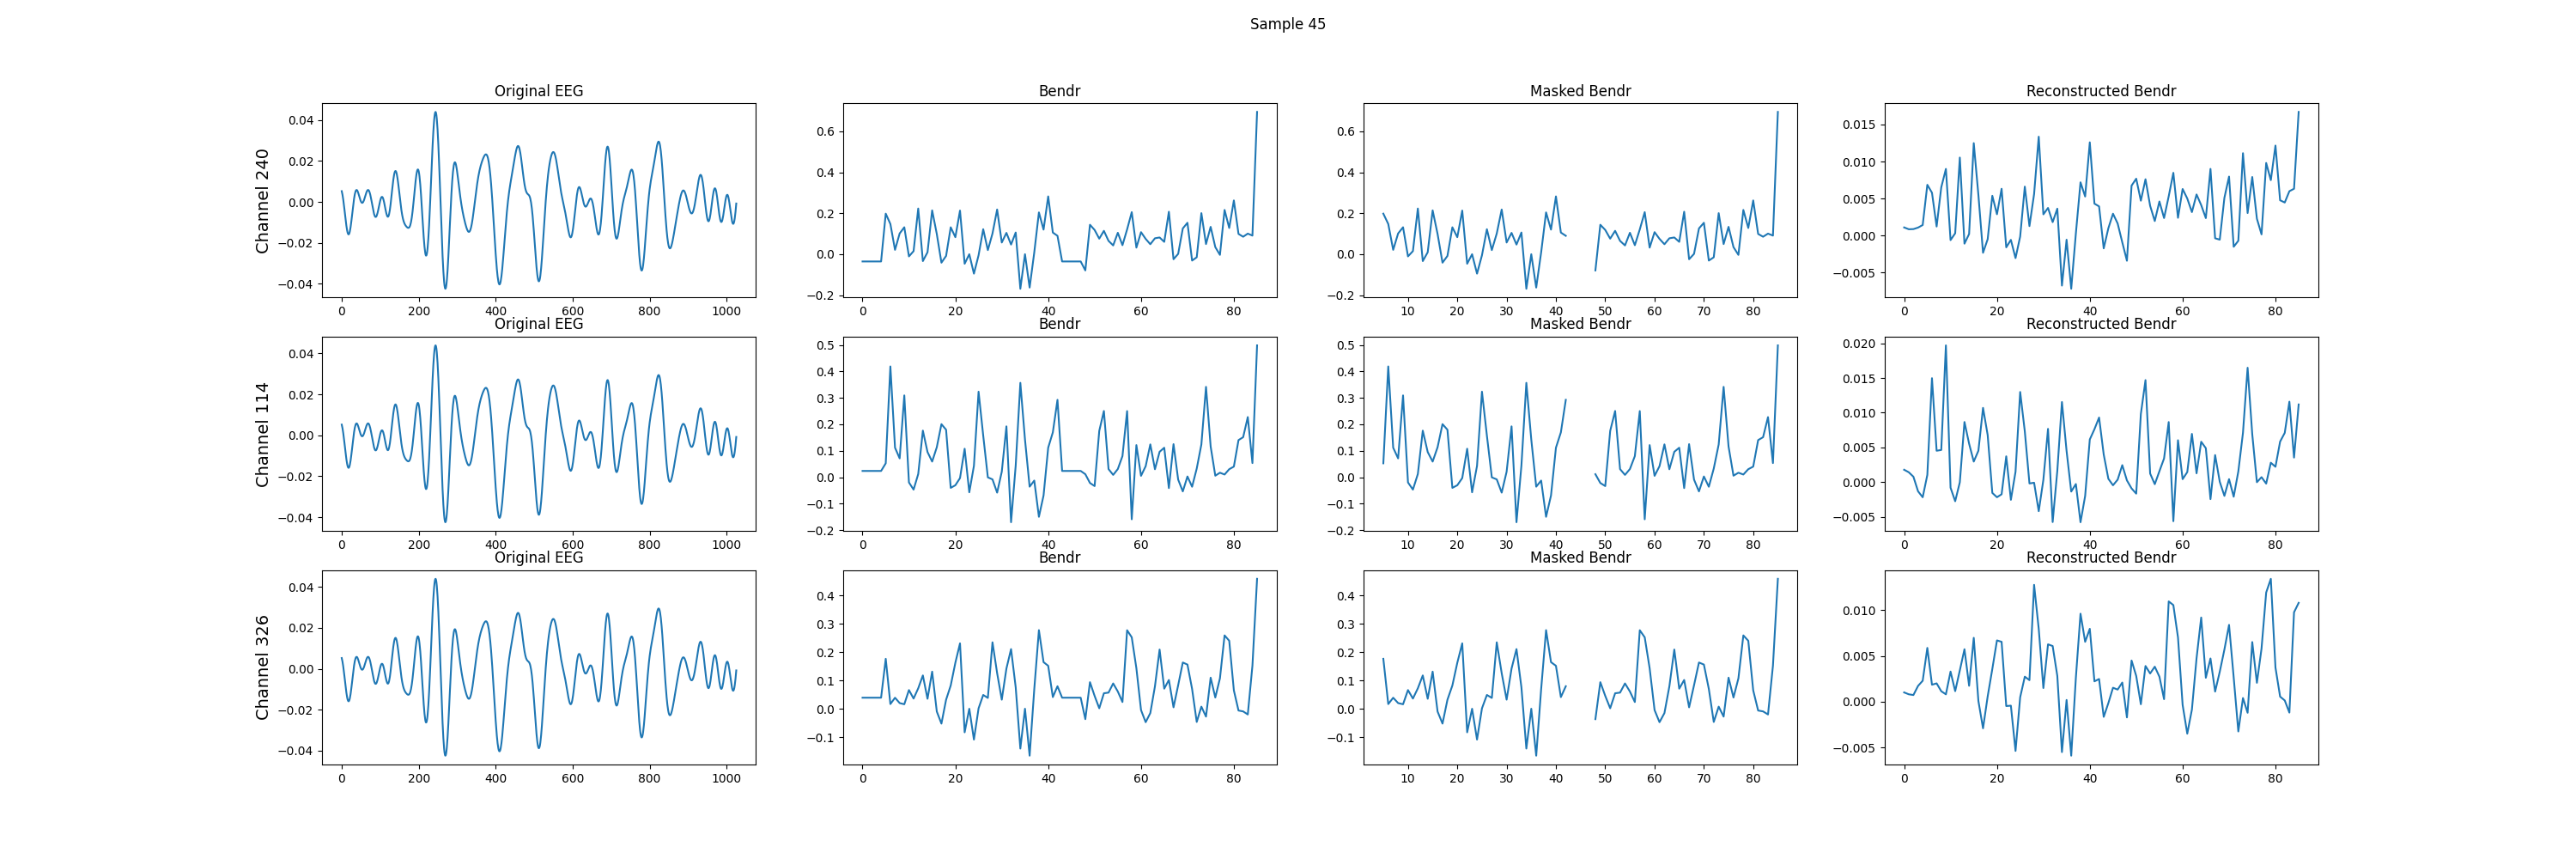 Sample 45
Original EEG Bendr Masked Bendr Reconstructed Bendr
Channel 240
0.04 0.02 0.00 −0.02 −0.04
0.6 0.4 0.2 0.0 −0.2
0.6 0.4 0.2 0.0 −0.2
0.015 0.010 0.005 0.000 −0.005
0 200 400 600 800 1000
0 20 40 60 80
10 20 30 40 50 60 70 80
0 20 40 60 80
Original EEG Bendr Masked Bendr Reconstructed Bendr
Channel 114
0.04 0.02 0.00 −0.02 −0.04
0.5 0.4 0.3 0.2 0.1 0.0 −0.1 −0.2
0.5 0.4 0.3 0.2 0.1 0.0 −0.1 −0.2
0.020 0.015 0.010 0.005 0.000 −0.005
0 200 400 600 800 1000
0 20 40 60 80
10 20 30 40 50 60 70 80
0 20 40 60 80
Original EEG Bendr Masked Bendr Reconstructed Bendr
Channel 326
0.04 0.02 0.00 −0.02 −0.04
0.4 0.3 0.2 0.1 0.0 −0.1
0.4 0.3 0.2 0.1 0.0 −0.1
0.010 0.005 0.000 −0.005
0 200 400 600 800 1000
0 20 40 60 80
10 20 30 40 50 60 70 80
0 20 40 60 80